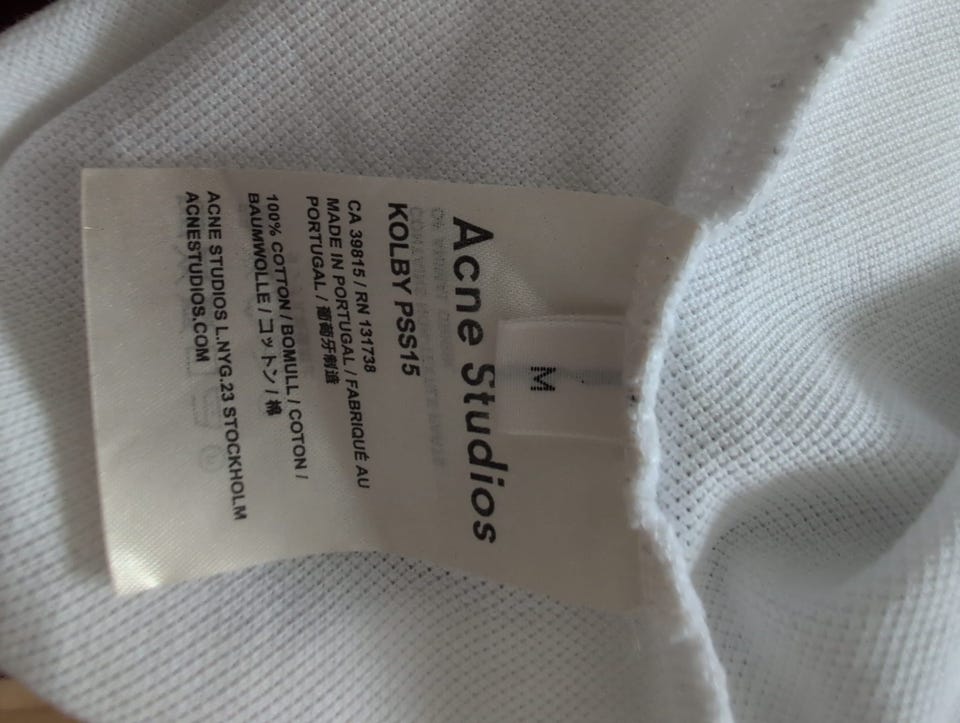 M
Acne Studios
KOLBY PSS15
CA 39815 / RN 131738
MADE IN PORTUGAL / FABRIQUÉ AU
PORTUGAL / 葡萄牙制造
100% COTTON / BOMULL / COTON /
BAUMWOLLE / コットン / 棉
ACNE STUDIOS L.NYG.23 STOCKHOLM
ACNESTUDIOS.COM